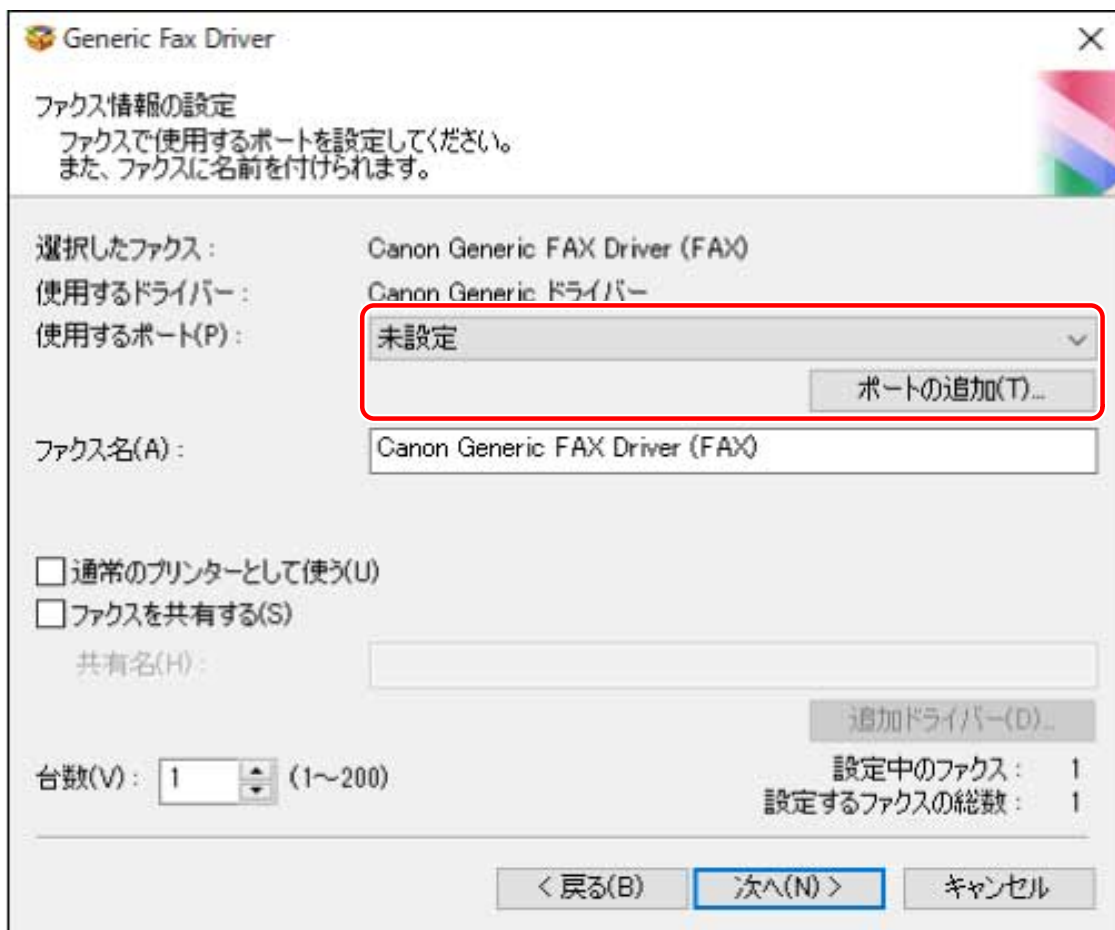 Generic Fax Driver
ファクス情報の設定
ファクスで使用するポートを設定してください。
また、ファクスに名前を付けられます。
選択したファクス : Canon Generic FAX Driver (FAX)
使用するドライバー : Canon Generic ドライバー
使用するポート(P) : 未設定
ポートの追加(T)...
ファクス名(A) : Canon Generic FAX Driver (FAX)
通常のプリンターとして使う(U)
ファクスを共有する(S)
共有名(H) :
追加ドライバー(D)...
台数(V) : 1 (1～200) 設定中のファクス : 1
設定するファクスの総数 : 1
< 戻る(B) 次へ(N) > キャンセル